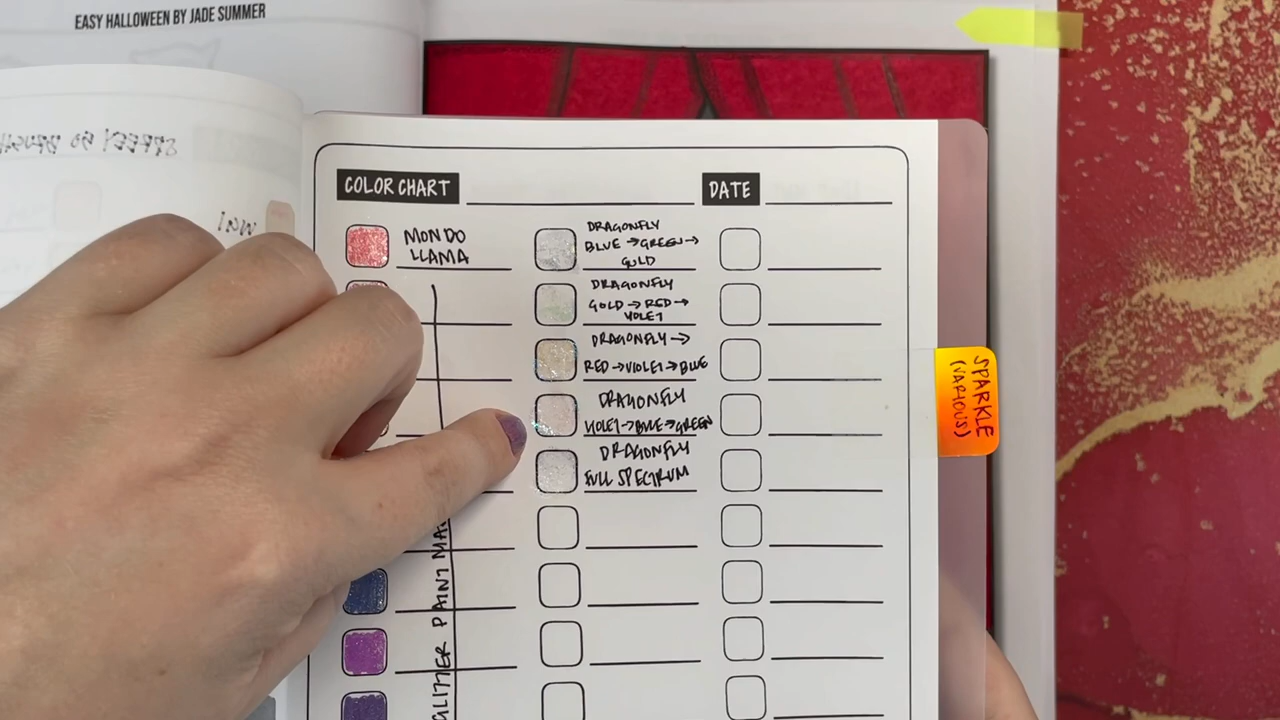 EASY HALLOWEEN BY JADE SUMMER
INW
COLOR CHART
DATE
MONDO
LLAMA
GLITTER PAINT
DRAGONFLY
BLUE → GREEN →
GOLD
DRAGONFLY
GOLD → RED →
VIOLET
DRAGONFLY →
RED → VIOLET → BLUE
DRAGONFLY
VIOLET → BLUE → GREEN
DRAGONFLY
FULL SPECTRUM
SPARKLE
(VARIOUS)